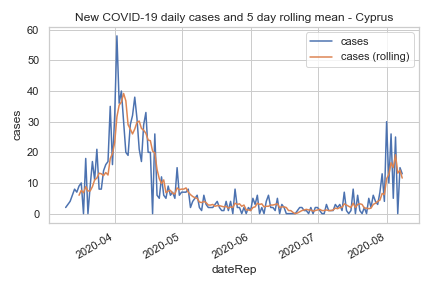 New COVID-19 daily cases and 5 day rolling mean - Cyprus
cases
cases (rolling)
60
50
40
30
20
10
0
cases
2020-04
2020-05
2020-06
2020-07
2020-08
dateRep